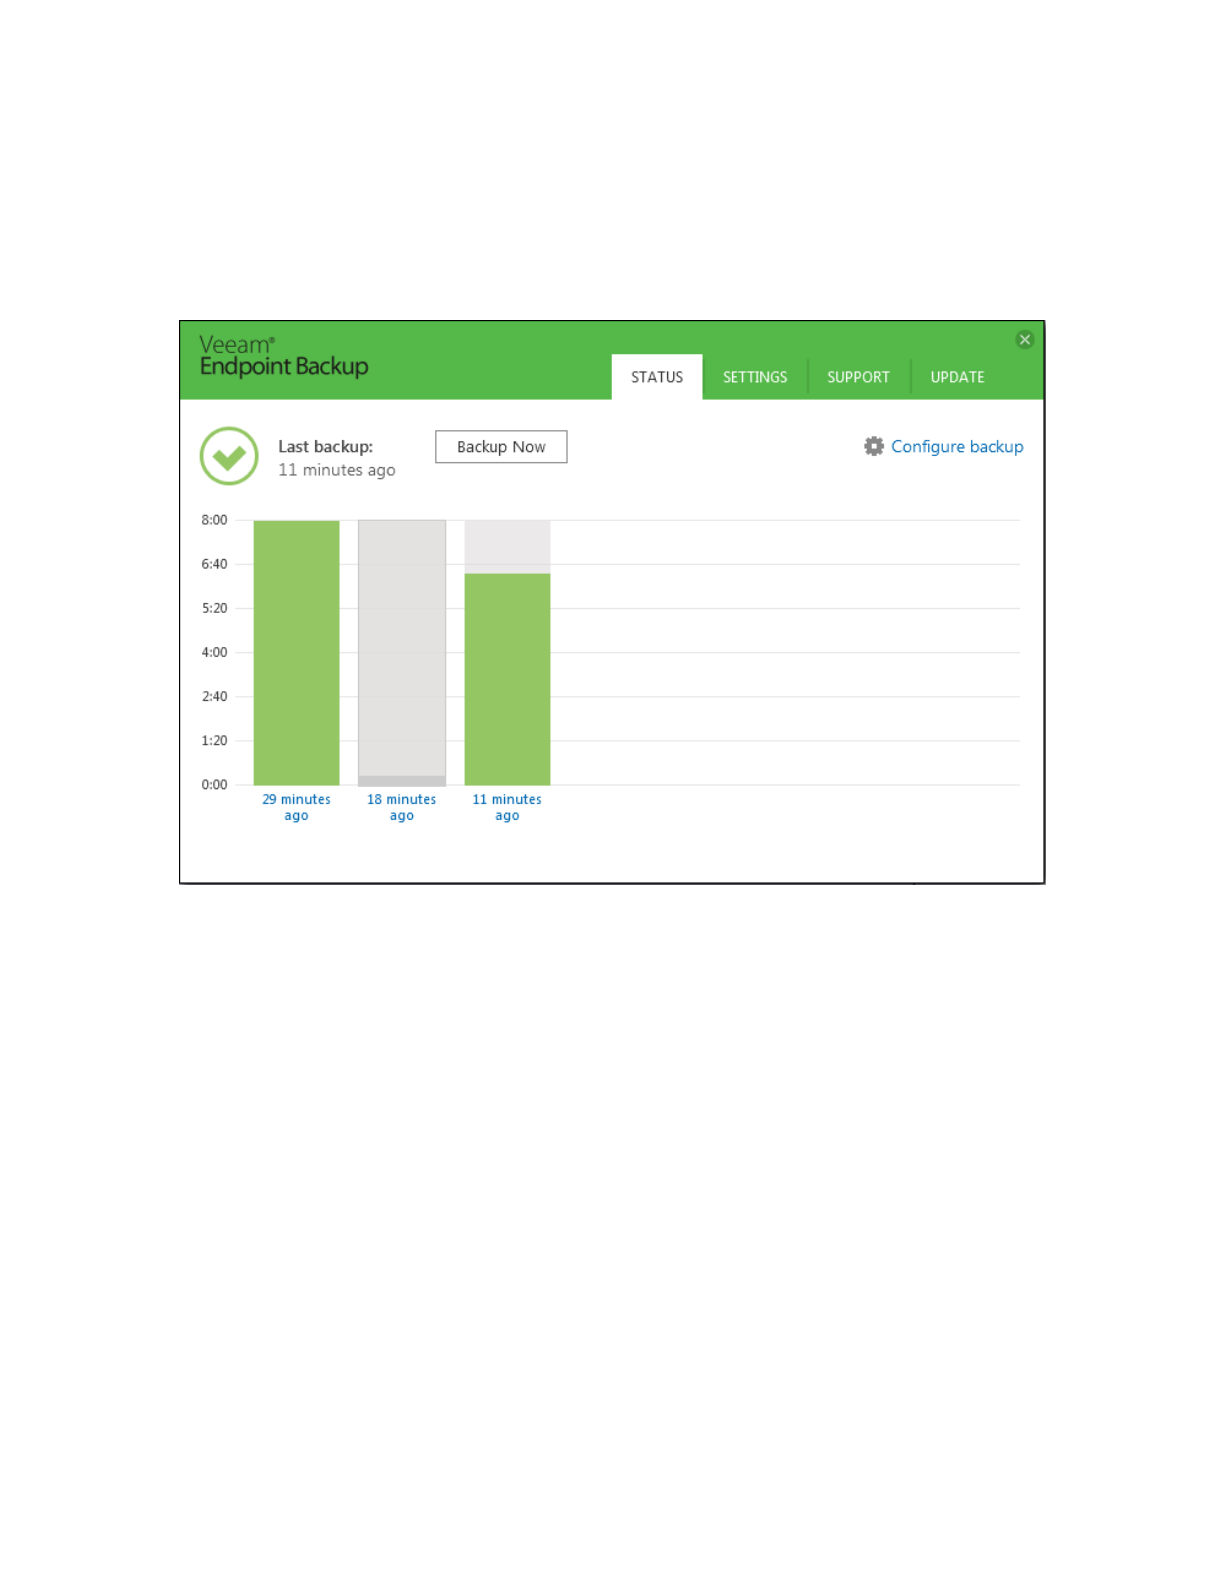 Veeam®
Endpoint Backup
STATUS
SETTINGS
SUPPORT
UPDATE
Last backup:
11 minutes ago
Backup Now
Configure backup
8:00
6:40
5:20
4:00
2:40
1:20
0:00
29 minutes
ago
18 minutes
ago
11 minutes
ago